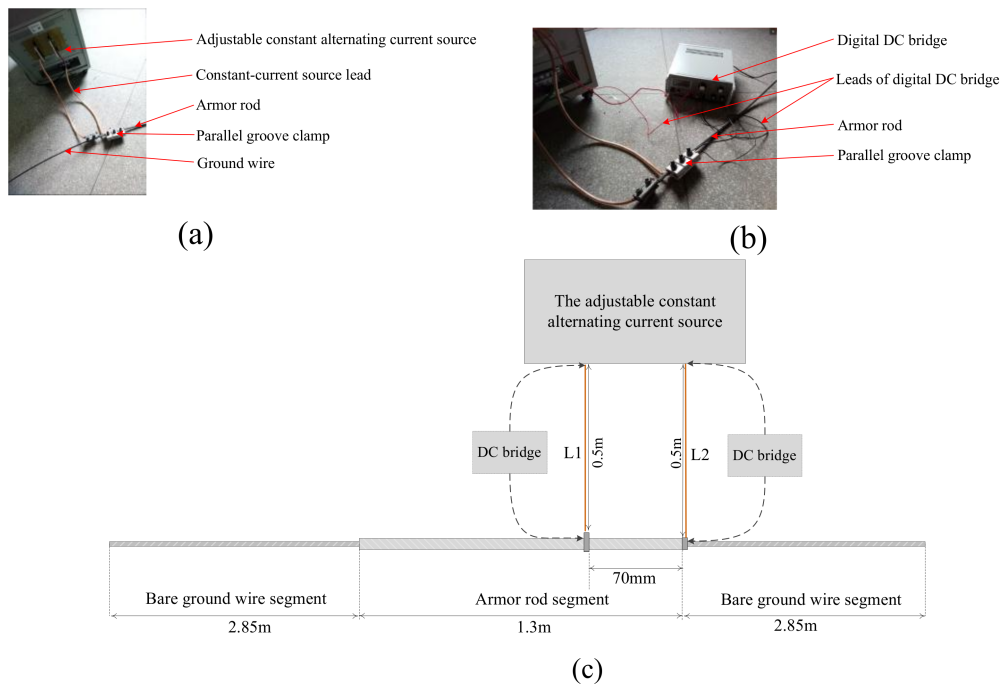 Adjustable constant alternating current source
Constant-current source lead
Armor rod
Parallel groove clamp
Ground wire
(a)
Digital DC bridge
Leads of digital DC bridge
Armor rod
Parallel groove clamp
(b)
The adjustable constant
alternating current source
DC bridge
L1
0.5m
0.5m
L2
DC bridge
70mm
Bare ground wire segment
Armor rod segment
Bare ground wire segment
2.85m
1.3m
2.85m
(c)